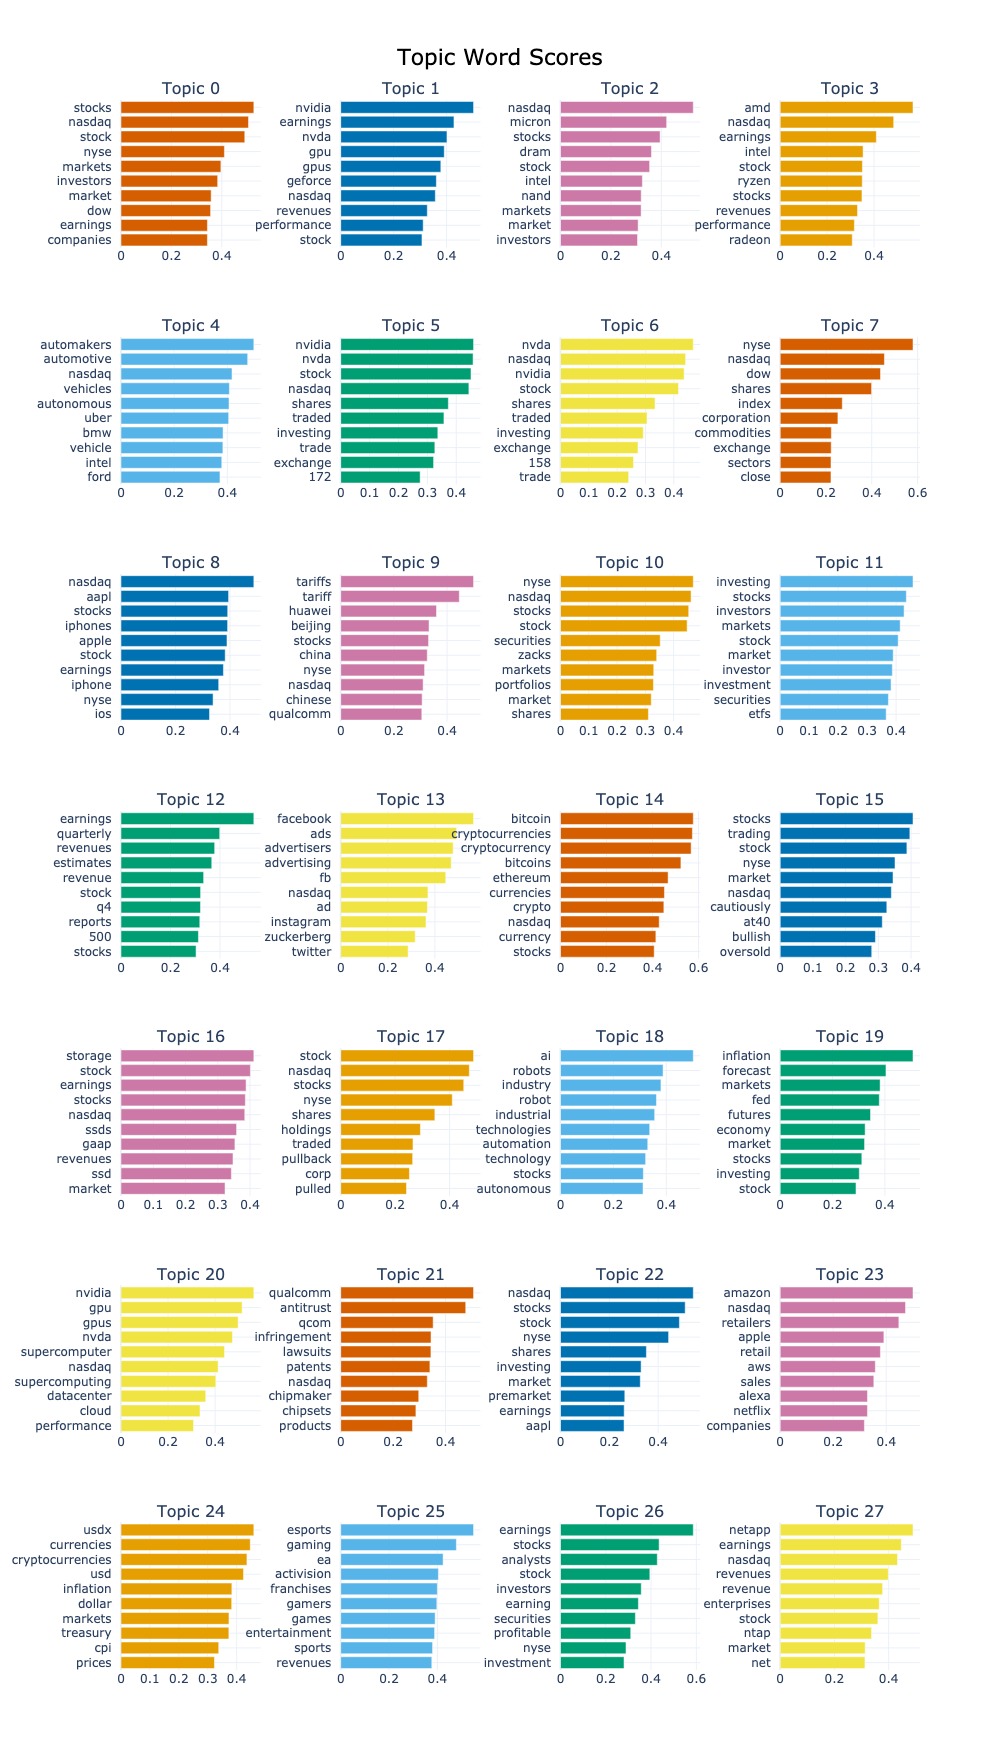 Topic Word Scores
Topic 0
stocks
nasdaq
stock
nyse
markets
investors
market
dow
earnings
companies
0 0.2 0.4
Topic 1
nvidia
earnings
nvda
gpu
gpus
geforce
nasdaq
revenues
performance
stock
0 0.2 0.4
Topic 2
nasdaq
micron
stocks
dram
stock
intel
nand
markets
market
investors
0 0.2 0.4
Topic 3
amd
nasdaq
earnings
intel
stock
ryzen
stocks
revenues
performance
radeon
0 0.2 0.4
Topic 4
automakers
automotive
nasdaq
vehicles
autonomous
uber
bmw
vehicle
intel
ford
0 0.2 0.4
Topic 5
nvidia
nvda
stock
nasdaq
shares
traded
investing
trade
exchange
172
0 0.1 0.2 0.3 0.4
Topic 6
nvda
nasdaq
nvidia
stock
shares
traded
investing
exchange
158
trade
0 0.1 0.2 0.3 0.4
Topic 7
nyse
nasdaq
dow
shares
index
corporation
commodities
exchange
sectors
close
0 0.2 0.4 0.6
Topic 8
nasdaq
aapl
stocks
iphones
apple
stock
earnings
iphone
nyse
ios
0 0.2 0.4
Topic 9
tariffs
tariff
huawei
beijing
stocks
china
nyse
nasdaq
chinese
qualcomm
0 0.2 0.4
Topic 10
nyse
nasdaq
stocks
stock
securities
zacks
markets
portfolios
market
shares
0 0.1 0.2 0.3 0.4
Topic 11
investing
stocks
investors
markets
stock
market
investor
investment
securities
etfs
0 0.1 0.2 0.3 0.4
Topic 12
earnings
quarterly
revenues
estimates
revenue
stock
q4
reports
500
stocks
0 0.2 0.4
Topic 13
facebook
ads
advertisers
advertising
fb
nasdaq
ad
instagram
zuckerberg
twitter
0 0.2 0.4
Topic 14
bitcoin
cryptocurrencies
cryptocurrency
bitcoins
ethereum
currencies
crypto
nasdaq
currency
stocks
0 0.2 0.4 0.6
Topic 15
stocks
trading
stock
nyse
market
nasdaq
cautiously
at40
bullish
oversold
0 0.1 0.2 0.3 0.4
Topic 16
storage
stock
earnings
stocks
nasdaq
ssds
gaap
revenues
ssd
market
0 0.1 0.2 0.3 0.4
Topic 17
stock
nasdaq
stocks
nyse
shares
holdings
traded
pullback
corp
pulled
0 0.2 0.4
Topic 18
ai
robots
industry
robot
industrial
technologies
automation
technology
stocks
autonomous
0 0.2 0.4
Topic 19
inflation
forecast
markets
fed
futures
economy
market
stocks
investing
stock
0 0.2 0.4
Topic 20
nvidia
gpu
gpus
nvda
supercomputer
nasdaq
supercomputing
datacenter
cloud
performance
0 0.2 0.4
Topic 21
qualcomm
antitrust
qcom
infringement
lawsuits
patents
nasdaq
chipmaker
chipsets
products
0 0.2 0.4
Topic 22
nasdaq
stocks
stock
nyse
shares
investing
market
premarket
earnings
aapl
0 0.2 0.4
Topic 23
amazon
nasdaq
retailers
apple
retail
aws
sales
alexa
netflix
companies
0 0.2 0.4
Topic 24
usdx
currencies
cryptocurrencies
usd
inflation
dollar
markets
treasury
cpi
prices
0 0.1 0.2 0.3 0.4
Topic 25
esports
gaming
ea
activision
franchises
gamers
games
entertainment
sports
revenues
0 0.2 0.4
Topic 26
earnings
stocks
analysts
stock
investors
earning
securities
profitable
nyse
investment
0 0.2 0.4 0.6
Topic 27
netapp
earnings
nasdaq
revenues
revenue
enterprises
stock
ntap
market
net
0 0.2 0.4